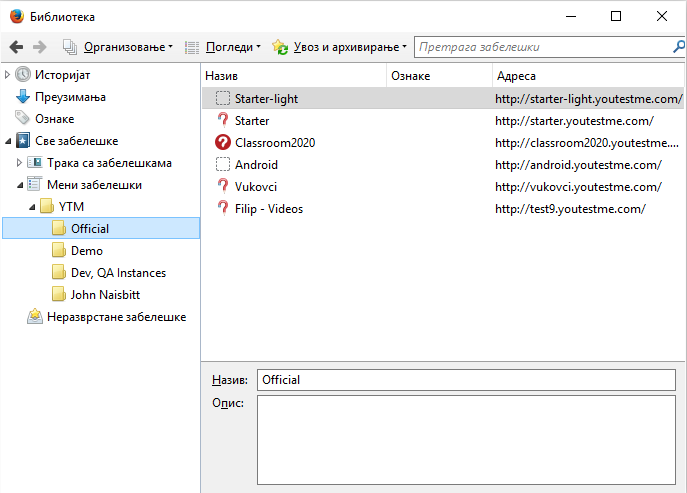 Библиотека
Организовање Погледи Увоз и архивирање Претрага забелешки
Историјат
Преузимања
Ознаке
Све забелешке
Трака са забелешкама
Мени забелешки
YTM
Official
Demo
Dev, QA Instances
John Naisbitt
Неразврстане забелешке
Назив Ознаке Адреса
Starter-light http://starter-light.youtestme.com/
Starter http://starter.youtestme.com/
Classroom2020 http://classroom2020.youtestme....
Android http://android.youtestme.com/
Vukovci http://vukovci.youtestme.com/
Filip - Videos http://test9.youtestme.com/
Назив: Official
Опис: